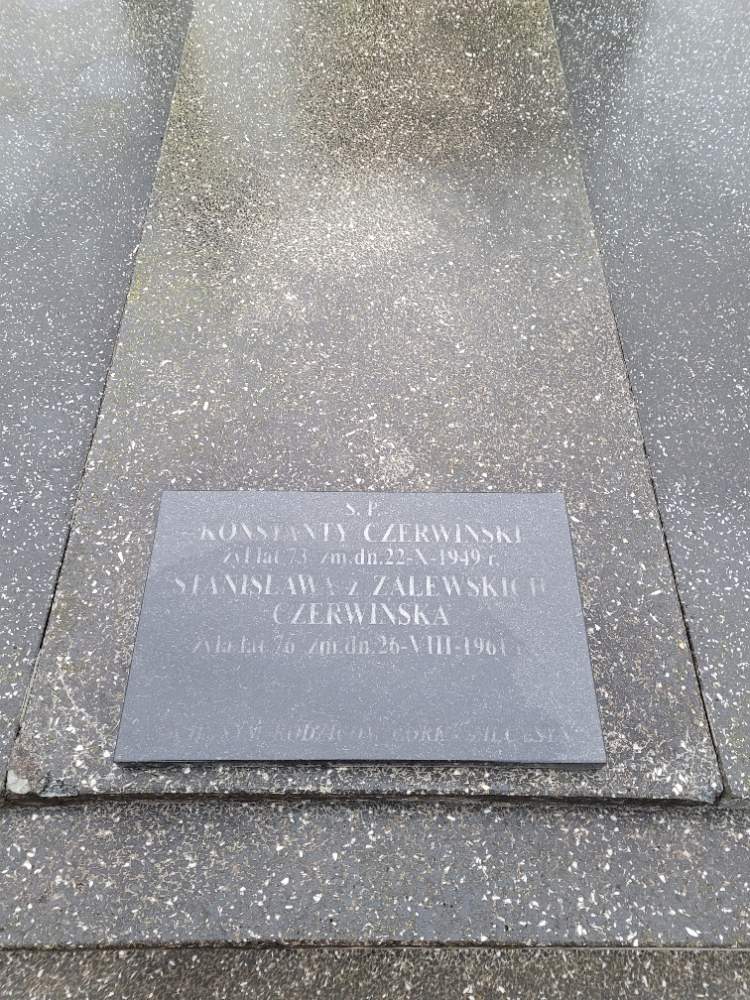 Ś. P.
KONSTANTY CZERWIŃSKI
żył lat 73 zm.dn.22-X-1949 r.
STANISŁAWA z ZALEWSKICH
CZERWIŃSKA
żyła lat 76 zm.dn.26-VIII-1961 r.
RODZICOM